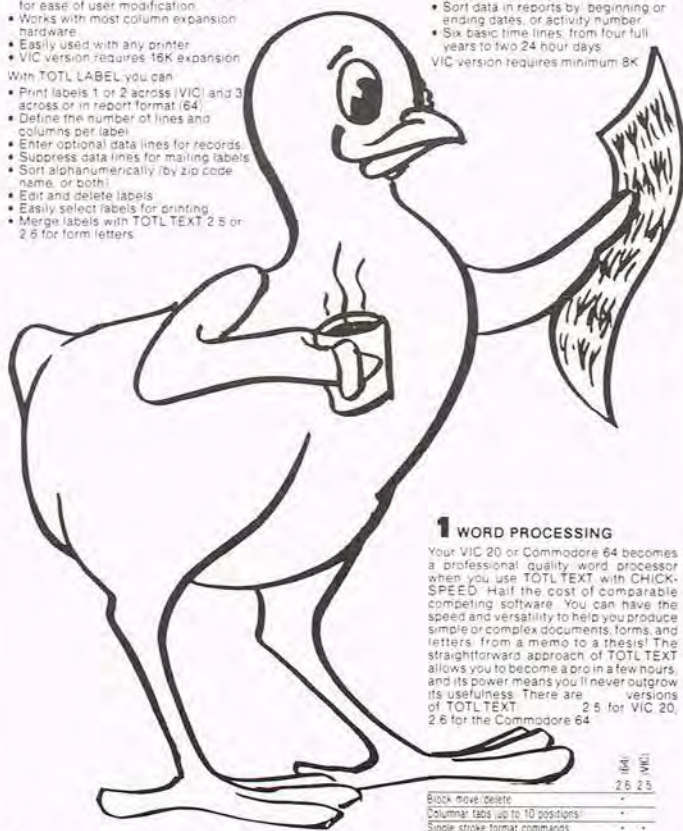 for ease of user modification
• Works with most column expansion
hardware
• Easily used with any printer
• VIC version requires 16K expansion
With TOTL LABEL you can
• Print labels 1 or 2 across (VIC) and 3
across or in report format (64)
• Define the number of lines and
columns per label
• Enter optional data lines for records
• Suppress data lines for mailing labels
• Sort alphanumerically (by zip code
name, or both)
• Edit and delete labels
• Easily select labels for printing
• Merge labels with TOTL TEXT 2.5 or
2.6 for form letters
• Sort data in reports by beginning or
ending dates, or activity number
• Six basic time lines, from four full
years to two 24 hour days
VIC version requires minimum 8K
1 WORD PROCESSING
Your VIC 20 or Commodore 64 becomes
a professional quality word processor
when you use TOTL TEXT with CHICK-
SPEED. Half the cost of comparable
competing software. You can have the
speed and versatility to help you produce
simple or complex documents, forms, and
letters, from a memo to a thesis! The
straightforward approach of TOTL TEXT
allows you to become a pro in a few hours,
and its power means you'll never outgrow
its usefulness. There are versions
of TOTL TEXT 2.5 for VIC 20,
2.6 for the Commodore 64
(64) (VIC)
2.6 2.5
Block move/delete •
Columnar tabs (up to 10 positions) •
Single stroke format commands • •